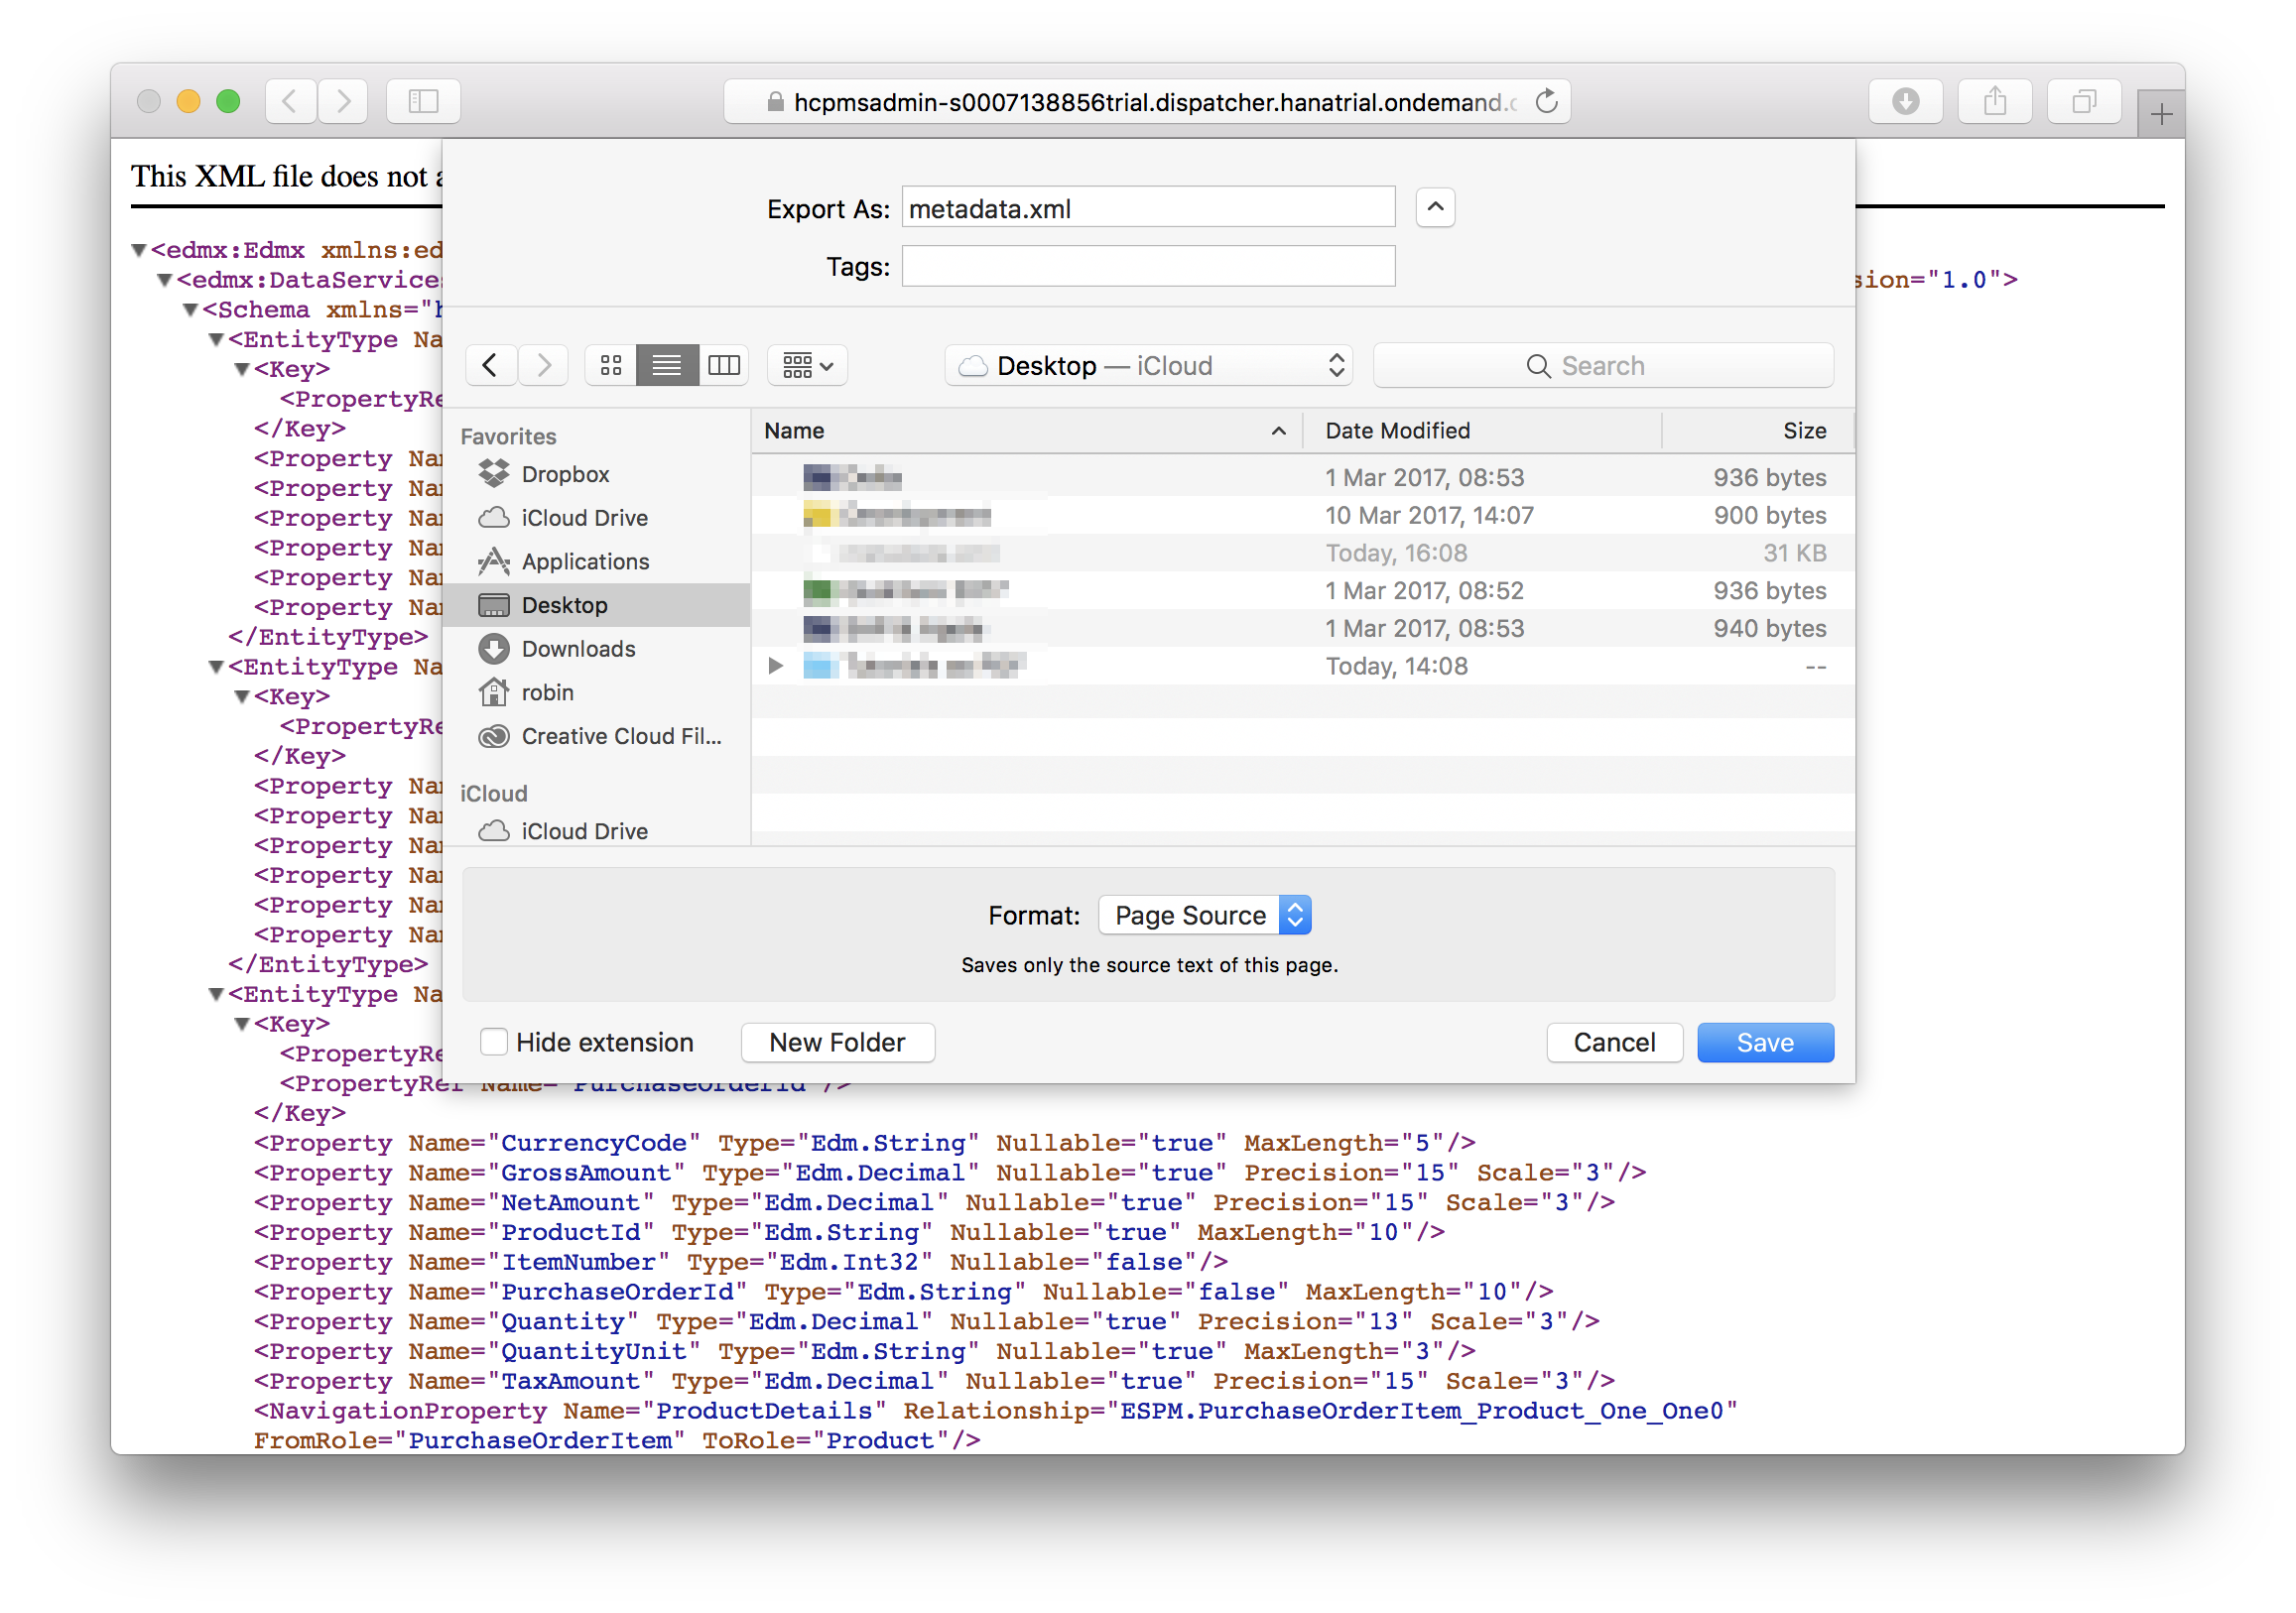 hcpmsadmin-s0007138856trial.dispatcher.hanatrial.ondemand.
This XML file does not
Export As: metadata.xml
Tags:
<edmx:Edmx xmlns:ed
<edmx:DataService
sion="1.0">
<Schema xmlns="h
<EntityType Na
<Key>
<PropertyRe
</Key>
<Property Na
<Property Na
<Property Na
<Property Na
<Property Na
<Property Na
</EntityType>
<EntityType Na
<Key>
<PropertyRe
</Key>
<Property Na
<Property Na
<Property Na
<Property Na
<Property Na
<Property Na
</EntityType>
<EntityType Na
<Key>
<PropertyRe
Desktop — iCloud
Search
Favorites
Dropbox
iCloud Drive
Applications
Desktop
Downloads
robin
Creative Cloud Fil...
iCloud
iCloud Drive
Name Date Modified Size
1 Mar 2017, 08:53 936 bytes
10 Mar 2017, 14:07 900 bytes
Today, 16:08 31 KB
1 Mar 2017, 08:52 936 bytes
1 Mar 2017, 08:53 940 bytes
Today, 14:08 --
Format: Page Source
Saves only the source text of this page.
Hide extension New Folder Cancel Save
<PropertyRef Name="PurchaseOrderId"/>
</Key>
<Property Name="CurrencyCode" Type="Edm.String" Nullable="true" MaxLength="5"/>
<Property Name="GrossAmount" Type="Edm.Decimal" Nullable="true" Precision="15" Scale="3"/>
<Property Name="NetAmount" Type="Edm.Decimal" Nullable="true" Precision="15" Scale="3"/>
<Property Name="ProductId" Type="Edm.String" Nullable="true" MaxLength="10"/>
<Property Name="ItemNumber" Type="Edm.Int32" Nullable="false"/>
<Property Name="PurchaseOrderId" Type="Edm.String" Nullable="false" MaxLength="10"/>
<Property Name="Quantity" Type="Edm.Decimal" Nullable="true" Precision="13" Scale="3"/>
<Property Name="QuantityUnit" Type="Edm.String" Nullable="true" MaxLength="3"/>
<Property Name="TaxAmount" Type="Edm.Decimal" Nullable="true" Precision="15" Scale="3"/>
<NavigationProperty Name="ProductDetails" Relationship="ESPM.PurchaseOrderItem_Product_One_One0"
FromRole="PurchaseOrderItem" ToRole="Product"/>